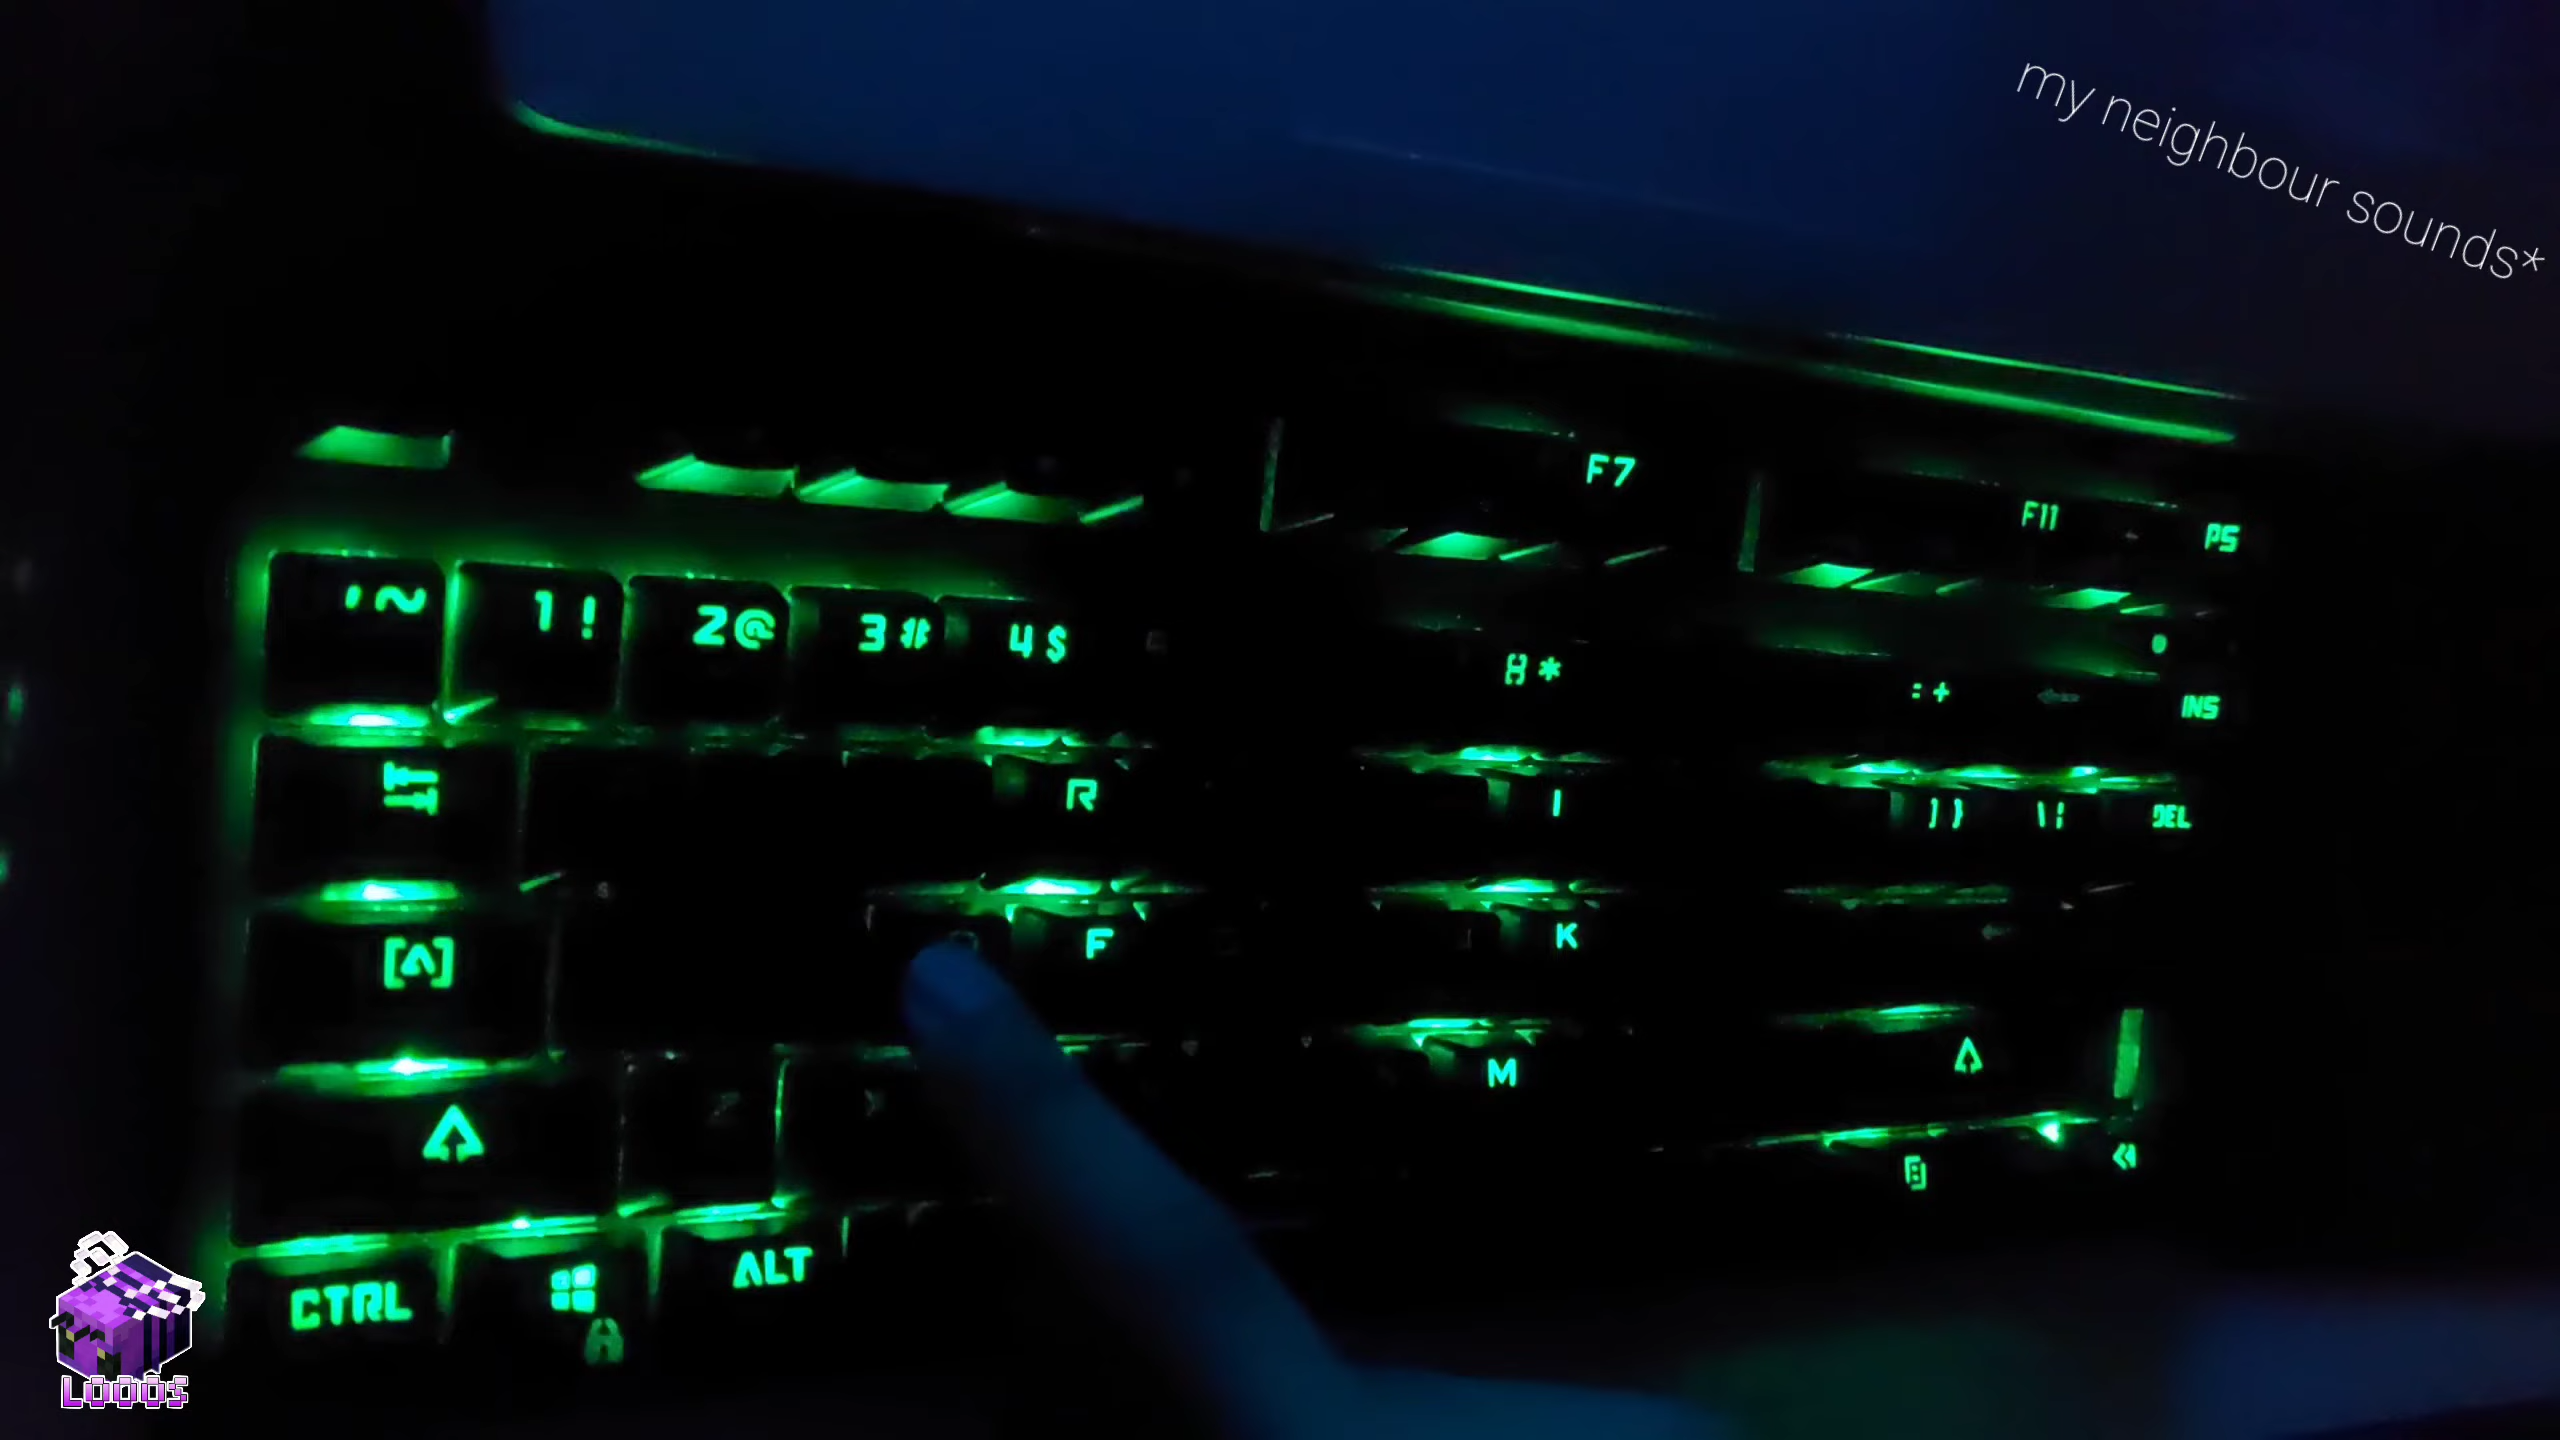 my neighbour sounds*
F7
F11 PS
'~ 1! 2@ 3# 4$ 8* =+ INS
R I ]} \| DEL
F K
M
CTRL ALT
LOOOS